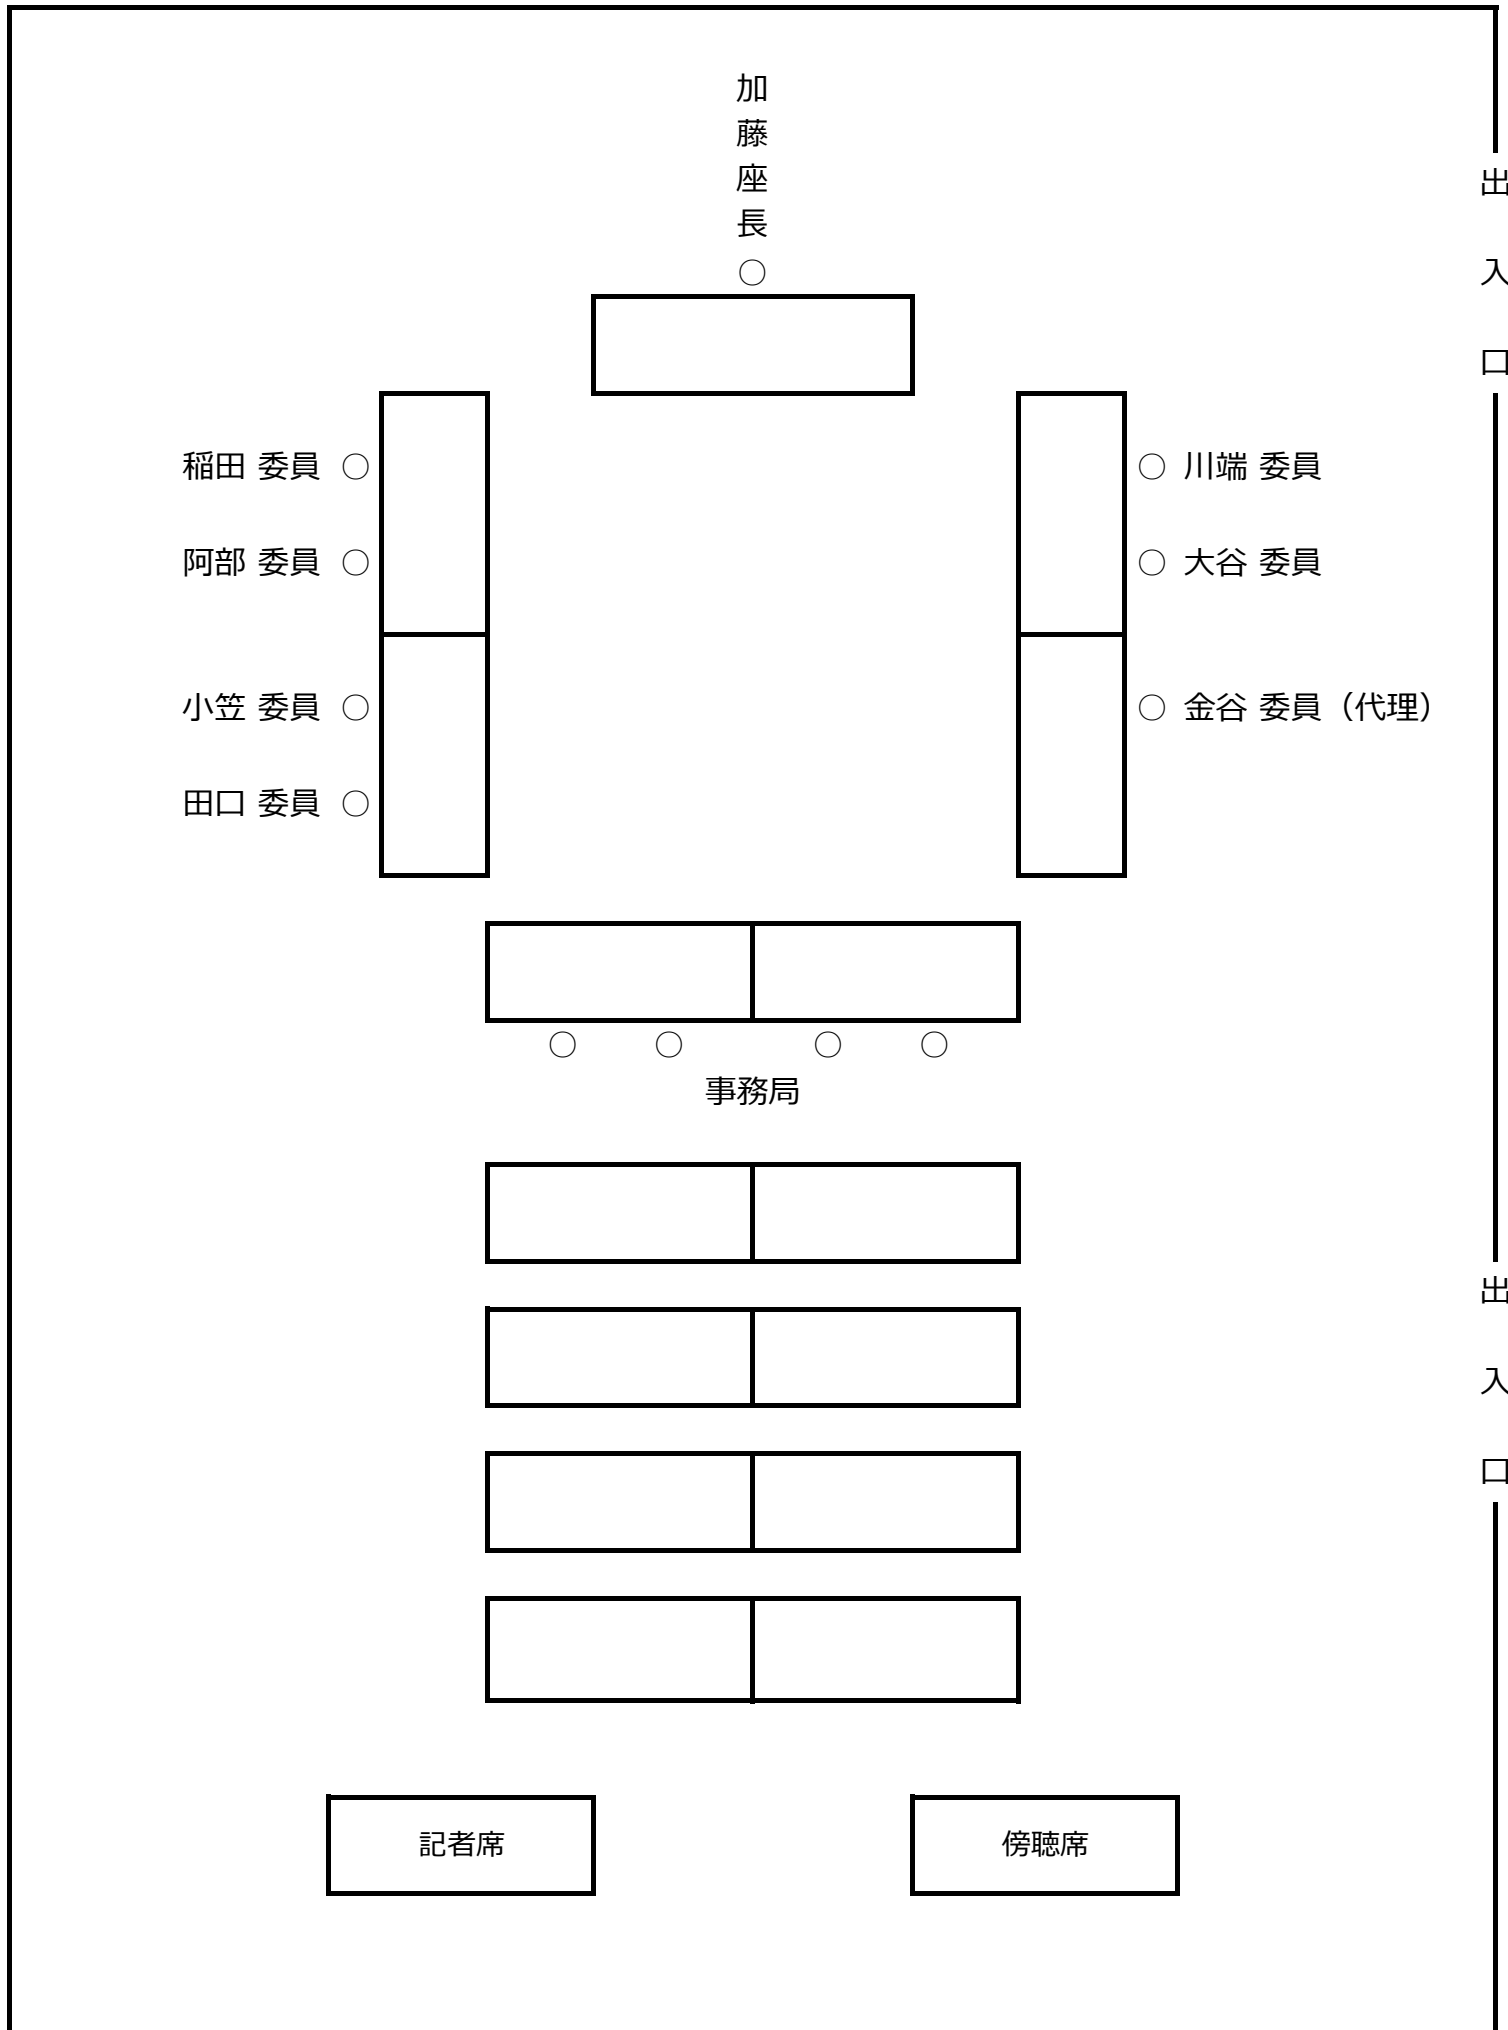 加藤座長
○
出入口
稲田 委員 ○
○ 川端 委員
阿部 委員 ○
○ 大谷 委員
小笠 委員 ○
○ 金谷 委員（代理）
田口 委員 ○
○ ○ ○ ○
事務局
出入口
記者席
傍聴席